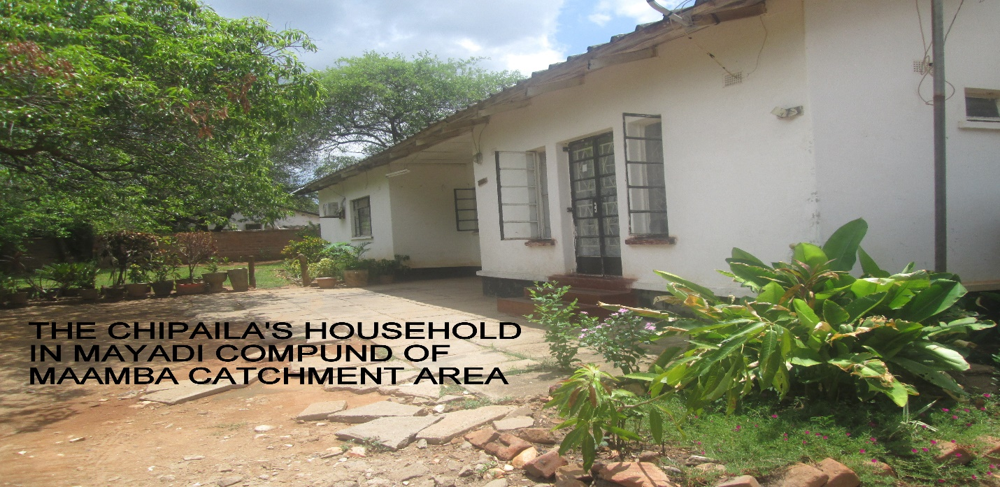 THE CHIPAILA'S HOUSEHOLD
IN MAYADI COMPUND OF
MAAMBA CATCHMENT AREA